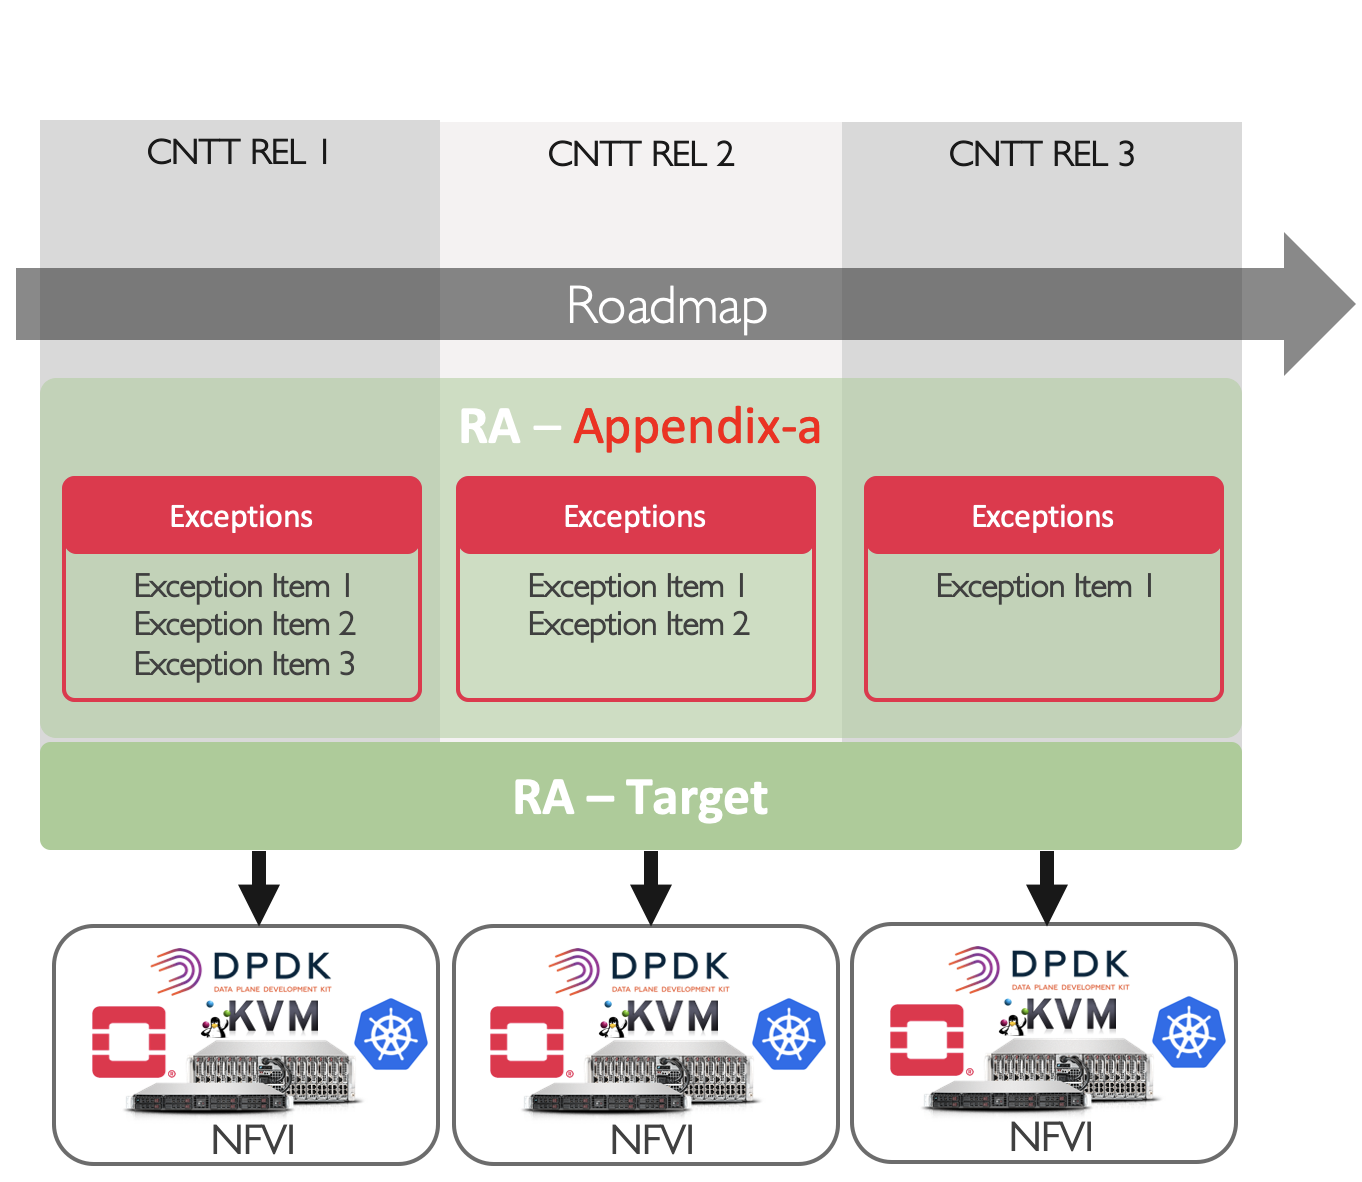 CNTT REL 1
CNTT REL 2
CNTT REL 3
Roadmap
RA – Appendix-a
Exceptions
Exception Item 1
Exception Item 2
Exception Item 3
Exceptions
Exception Item 1
Exception Item 2
Exceptions
Exception Item 1
RA – Target
DPDK
DATA PLANE DEVELOPMENT KIT
KVM
®
NFVI
DPDK
DATA PLANE DEVELOPMENT KIT
KVM
®
NFVI
DPDK
DATA PLANE DEVELOPMENT KIT
KVM
®
NFVI